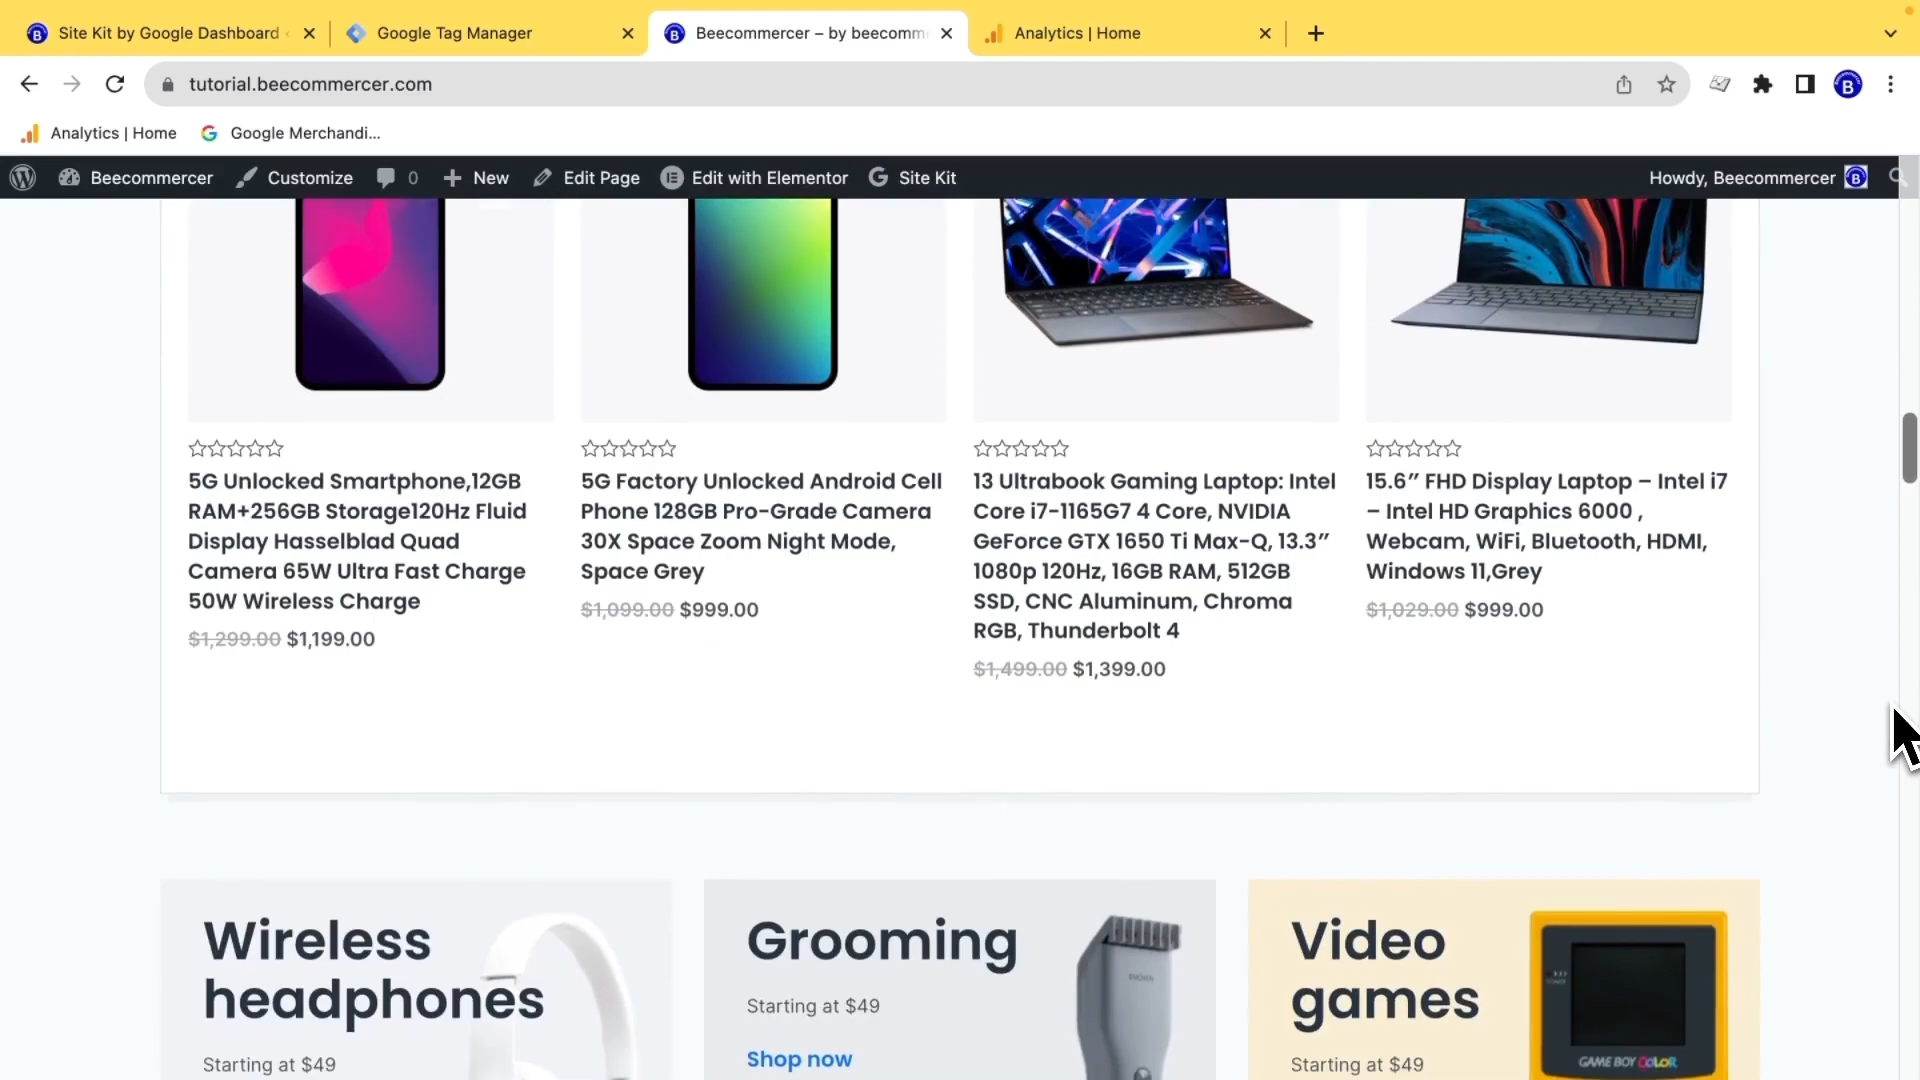 Site Kit by Google Dashboard
Google Tag Manager
Beecommercer – by beecomm
Analytics | Home
tutorial.beecommercer.com
Analytics | Home
Google Merchandi...
Beecommercer
Customize
0
New
Edit Page
Edit with Elementor
Site Kit
Howdy, Beecommercer
5G Unlocked Smartphone,12GB
RAM+256GB Storage120Hz Fluid
Display Hasselblad Quad
Camera 65W Ultra Fast Charge
50W Wireless Charge
$1,299.00 $1,199.00
5G Factory Unlocked Android Cell
Phone 128GB Pro-Grade Camera
30X Space Zoom Night Mode,
Space Grey
$1,099.00 $999.00
13 Ultrabook Gaming Laptop: Intel
Core i7-1165G7 4 Core, NVIDIA
GeForce GTX 1650 Ti Max-Q, 13.3″
1080p 120Hz, 16GB RAM, 512GB
SSD, CNC Aluminum, Chroma
RGB, Thunderbolt 4
$1,499.00 $1,399.00
15.6″ FHD Display Laptop – Intel i7
– Intel HD Graphics 6000 ,
Webcam, WiFi, Bluetooth, HDMI,
Windows 11,Grey
$1,029.00 $999.00
Wireless
headphones
Starting at $49
Grooming
Starting at $49
Shop now
Video
games
Starting at $49
GAME BOY COLOR